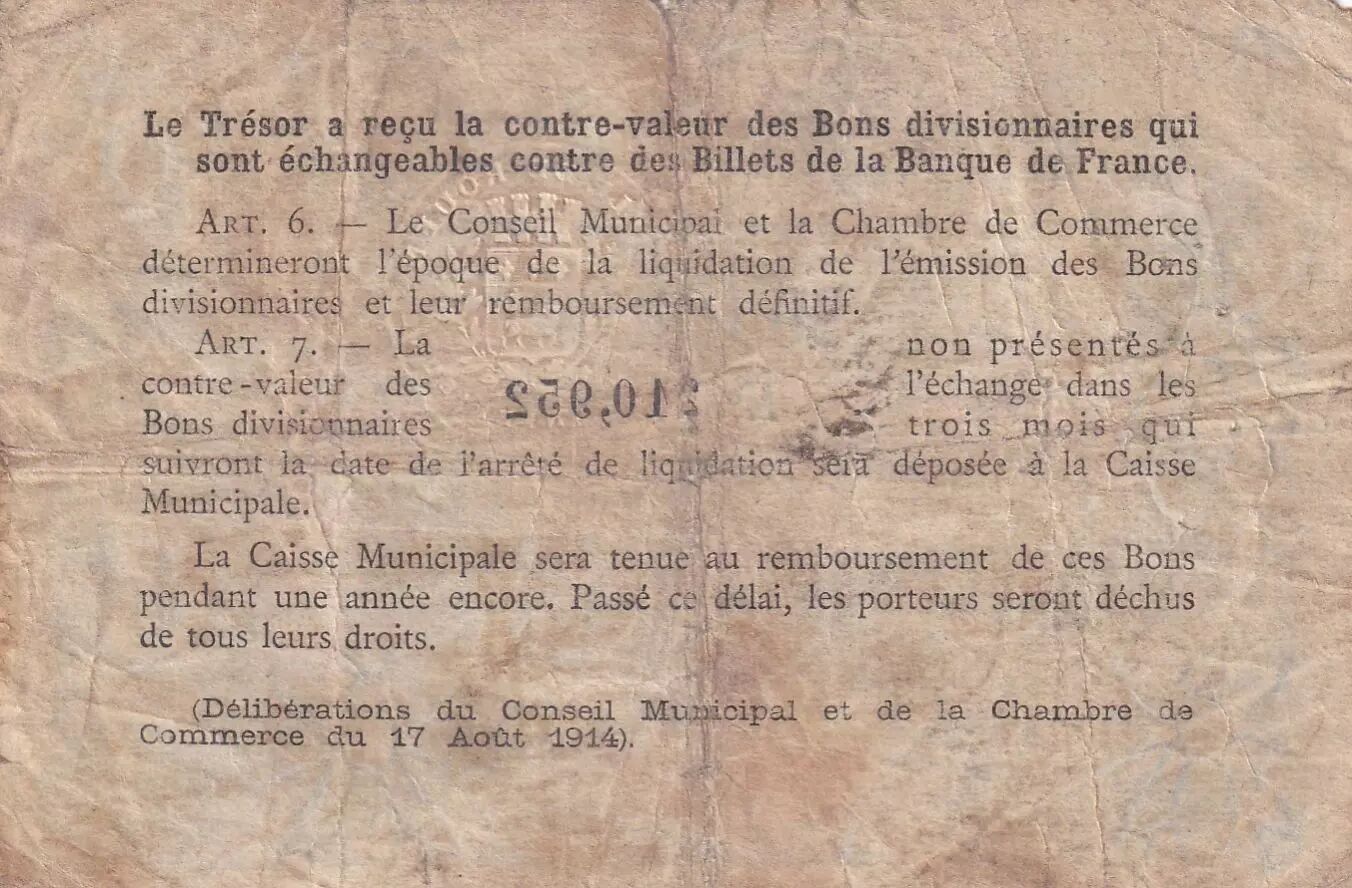 Le Trésor a reçu la contre-valeur des Bons divisionnaires qui
sont échangeables contre des Billets de la Banque de France.
ART. 6. — Le Conseil Municipal et la Chambre de Commerce
détermineront l'époque de la liquidation de l'émission des Bons
divisionnaires et leur remboursement définitif.
ART. 7. — La non présentés à
contre-valeur des l'échange dans les
Bons divisionnaires trois mois qui
210,952
suivront la date de l'arrêté de liquidation sera déposée à la Caisse
Municipale.
La Caisse Municipale sera tenue au remboursement de ces Bons
pendant une année encore. Passé ce délai, les porteurs seront déchus
de tous leurs droits.
(Délibérations du Conseil Municipal et de la Chambre de
Commerce du 17 Août 1914).